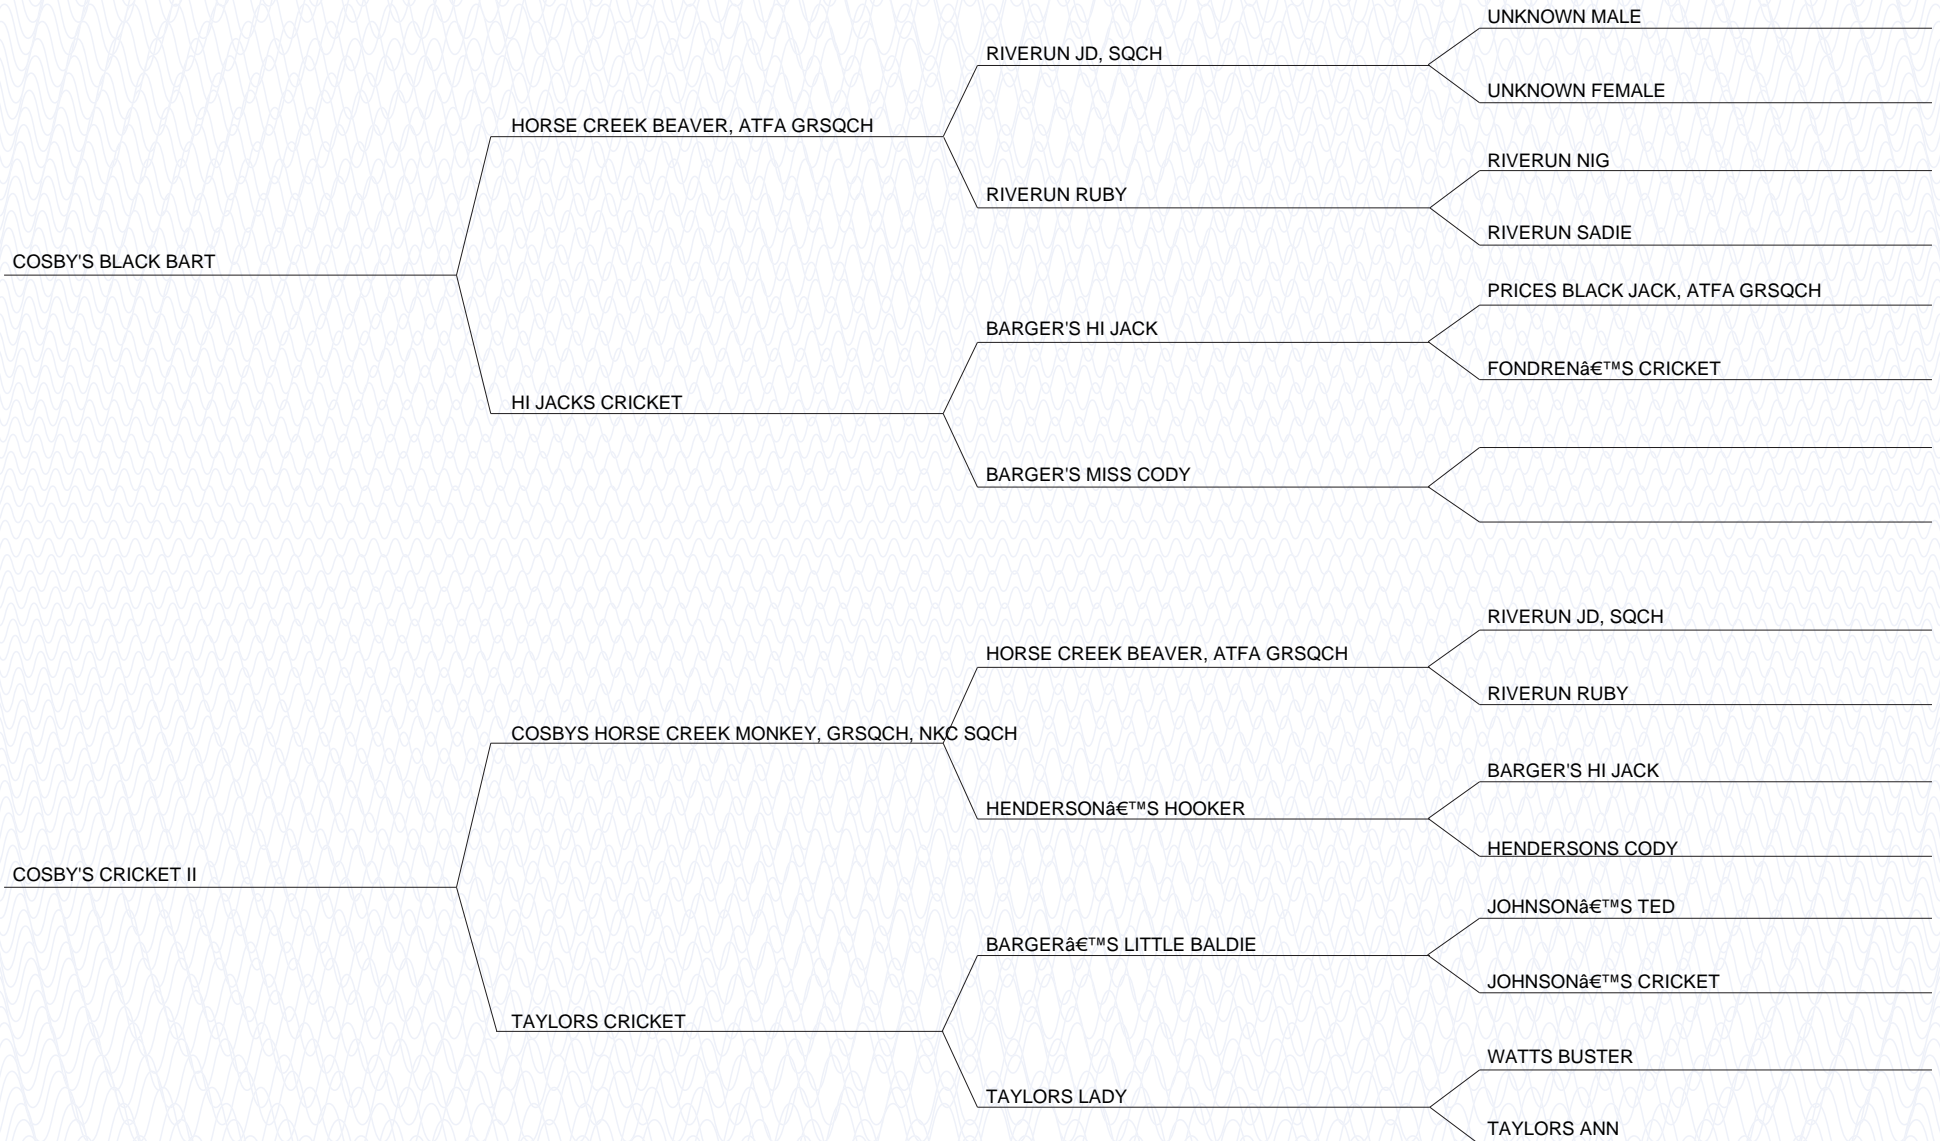 UNKNOWN MALE
RIVERUN JD, SQCH
UNKNOWN FEMALE
HORSE CREEK BEAVER, ATFA GRSQCH
RIVERUN NIG
RIVERUN RUBY
RIVERUN SADIE
COSBY'S BLACK BART
PRICES BLACK JACK, ATFA GRSQCH
BARGER'S HI JACK
FONDRENâ€™S CRICKET
HI JACKS CRICKET
BARGER'S MISS CODY
RIVERUN JD, SQCH
HORSE CREEK BEAVER, ATFA GRSQCH
RIVERUN RUBY
COSBYS HORSE CREEK MONKEY, GRSQCH, NKC SQCH
BARGER'S HI JACK
HENDERSONâ€™S HOOKER
HENDERSONS CODY
COSBY'S CRICKET II
JOHNSONâ€™S TED
BARGERâ€™S LITTLE BALDIE
JOHNSONâ€™S CRICKET
TAYLORS CRICKET
WATTS BUSTER
TAYLORS LADY
TAYLORS ANN